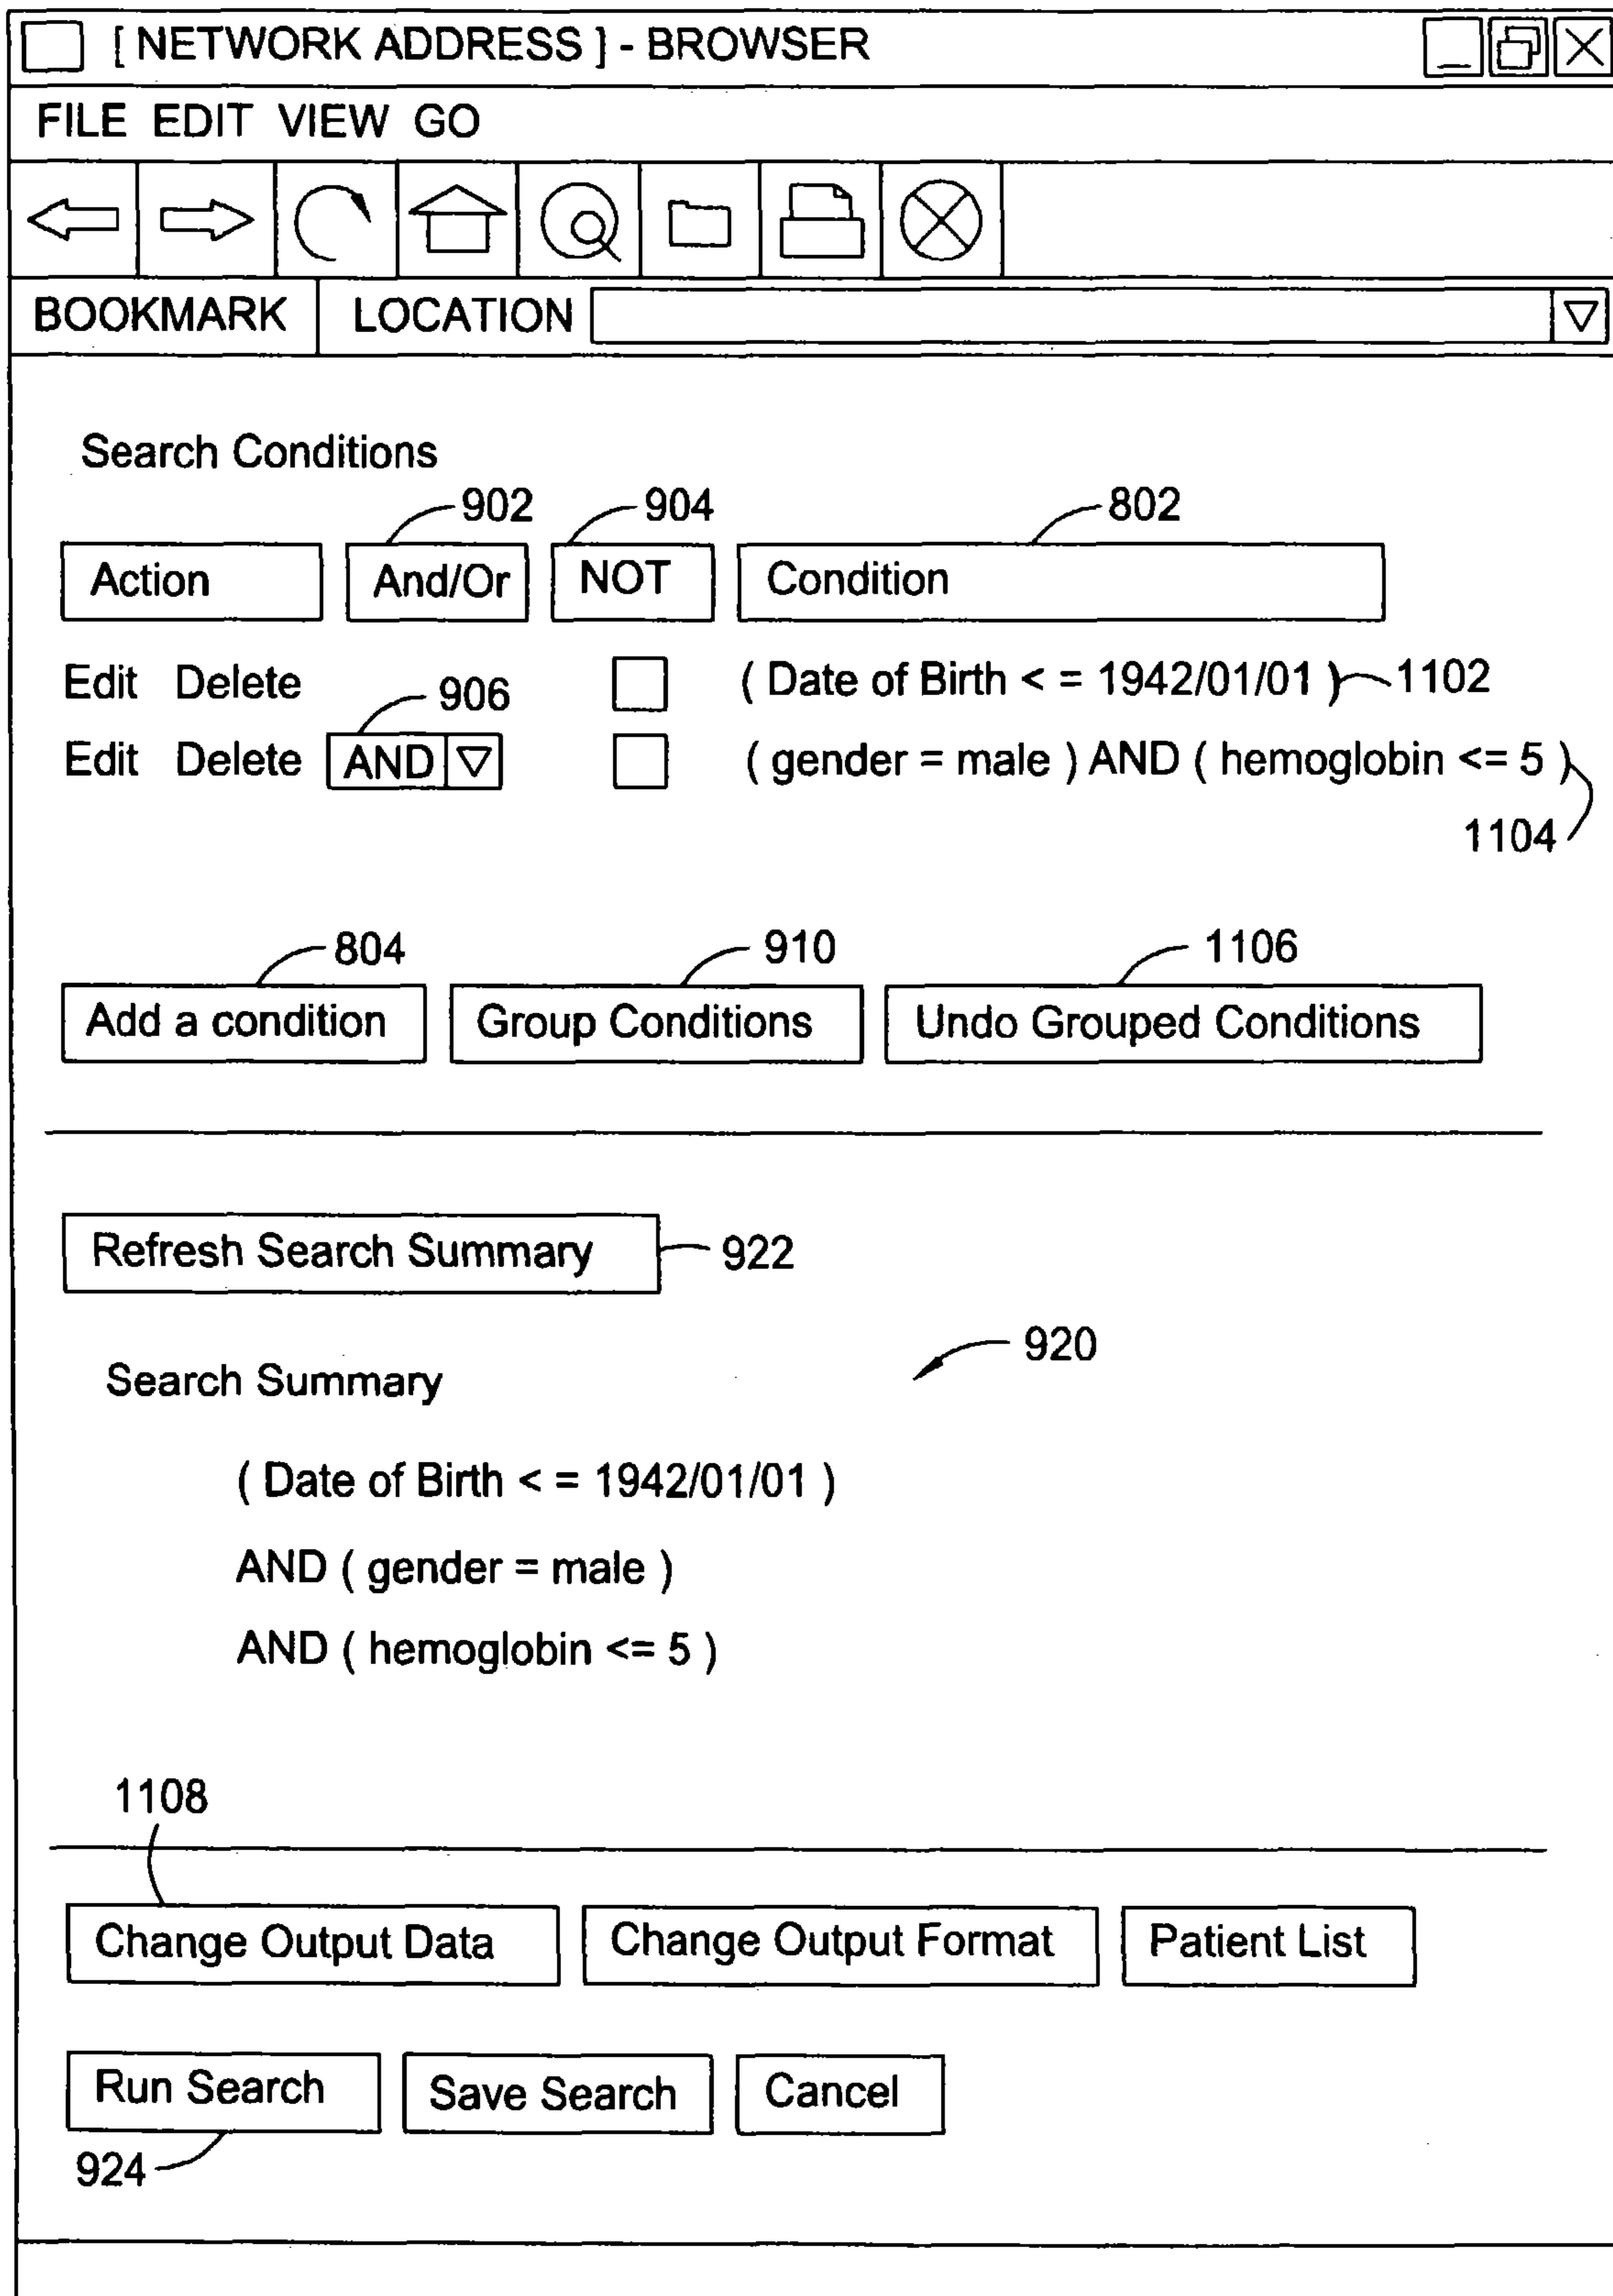 [ NETWORK ADDRESS ] - BROWSER
FILE EDIT VIEW GO
BOOKMARK LOCATION
Search Conditions
902 904 802
Action And/Or NOT Condition
Edit Delete ( Date of Birth < = 1942/01/01 ) 1102
906
Edit Delete AND ( gender = male ) AND ( hemoglobin <= 5 )
1104
804 910 1106
Add a condition Group Conditions Undo Grouped Conditions
Refresh Search Summary 922
920
Search Summary
( Date of Birth < = 1942/01/01 )
AND ( gender = male )
AND ( hemoglobin <= 5 )
1108
Change Output Data Change Output Format Patient List
Run Search Save Search Cancel
924